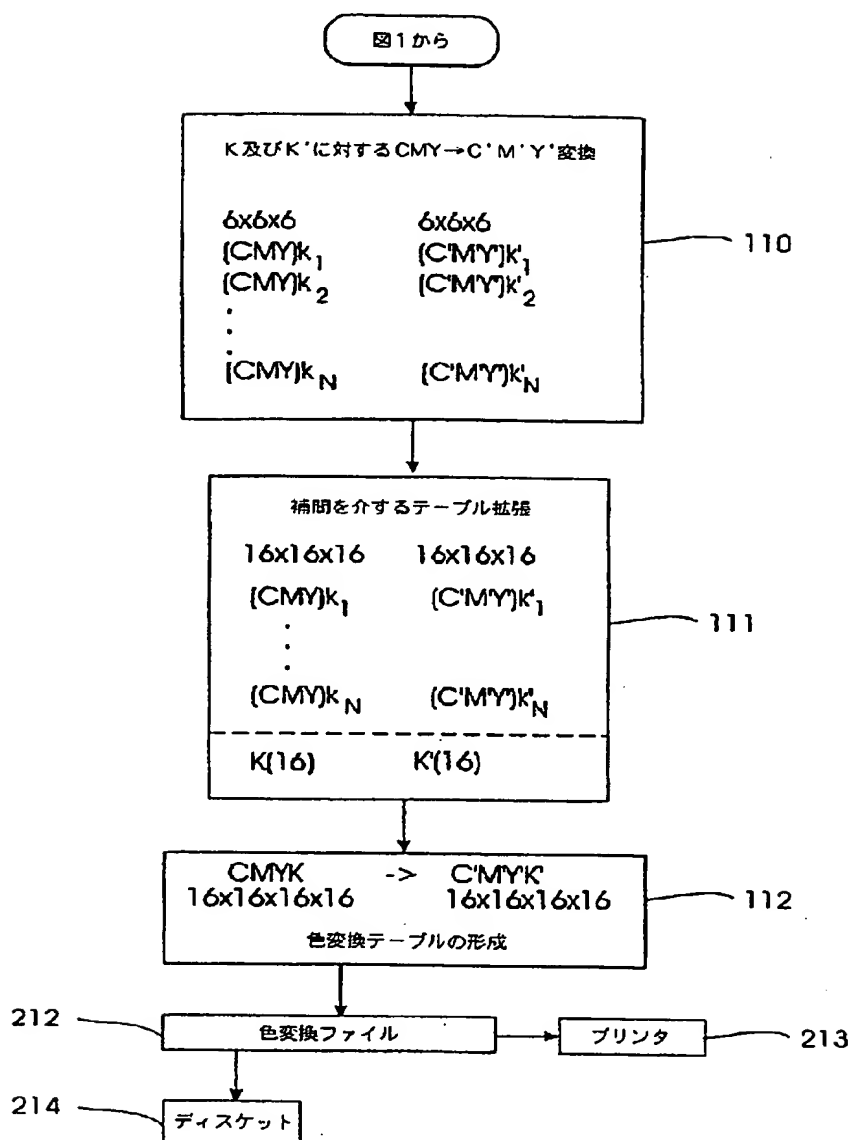 図1から
K及びK'に対するCMY→C'M'Y'変換
6x6x6 6x6x6
(CMY)k1 (C'M'Y')k'1
(CMY)k2 (C'M'Y')k'2
.
.
.
(CMY)kN (C'M'Y')k'N
110
補間を介するテーブル拡張
16x16x16 16x16x16
(CMY)k1 (C'M'Y')k'1
.
.
.
(CMY)kN (C'M'Y')k'N
K(16) K'(16)
111
CMYK -> C'M'Y'K'
16x16x16x16 16x16x16x16
色変換テーブルの形成
112
212 色変換ファイル プリンタ 213
214 ディスケット